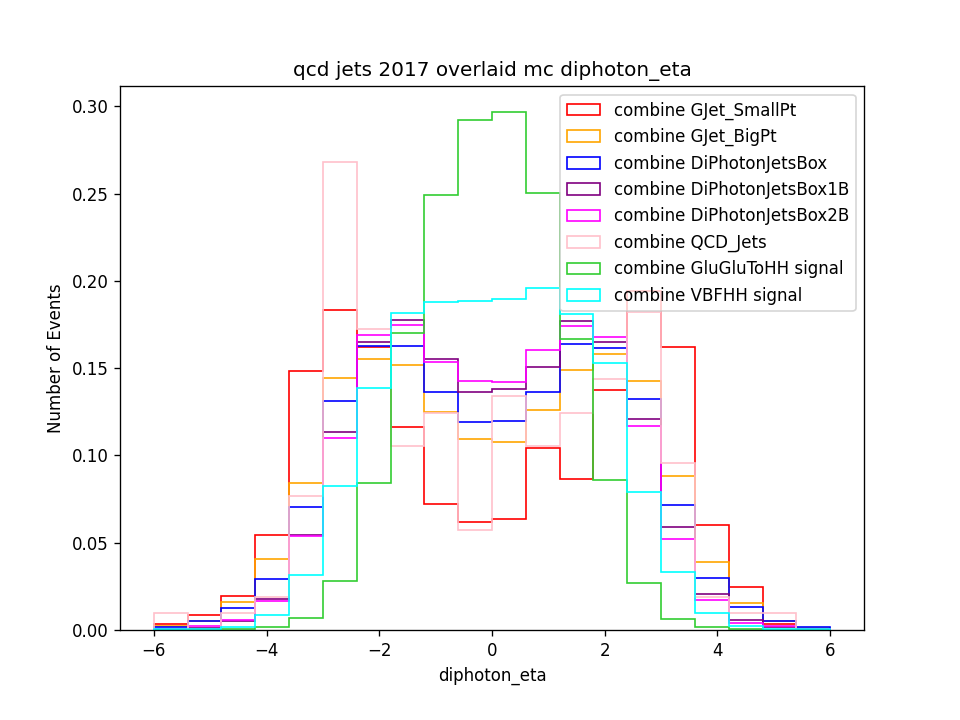 qcd jets 2017 overlaid mc diphoton_eta
combine GJet_SmallPt
combine GJet_BigPt
combine DiPhotonJetsBox
combine DiPhotonJetsBox1B
combine DiPhotonJetsBox2B
combine QCD_Jets
combine GluGluToHH signal
combine VBFHH signal
Number of Events
0.30
0.25
0.20
0.15
0.10
0.05
0.00
−6 −4 −2 0 2 4 6
diphoton_eta